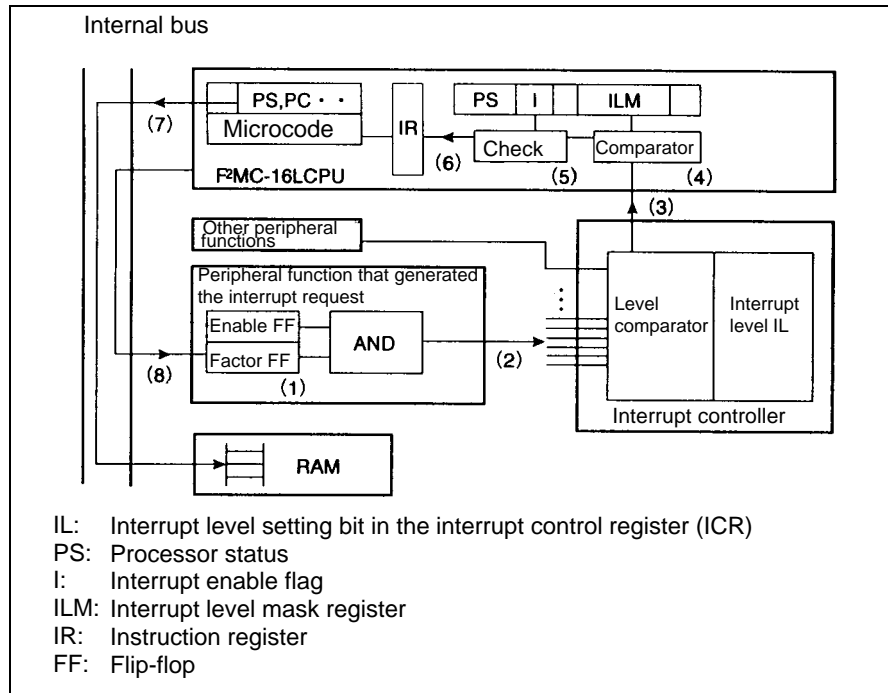 Internal bus
PS,PC · ·
Microcode
IR
PS I ILM
Check
Comparator
(7)
(6)
(5)
(4)
F²MC-16LCPU
(3)
Other peripheral
functions
Peripheral function that generated
the interrupt request
Enable FF
Factor FF
AND
(8)
(1)
(2)
Level
comparator
Interrupt
level IL
Interrupt controller
RAM
IL: Interrupt level setting bit in the interrupt control register (ICR)
PS: Processor status
I: Interrupt enable flag
ILM: Interrupt level mask register
IR: Instruction register
FF: Flip-flop